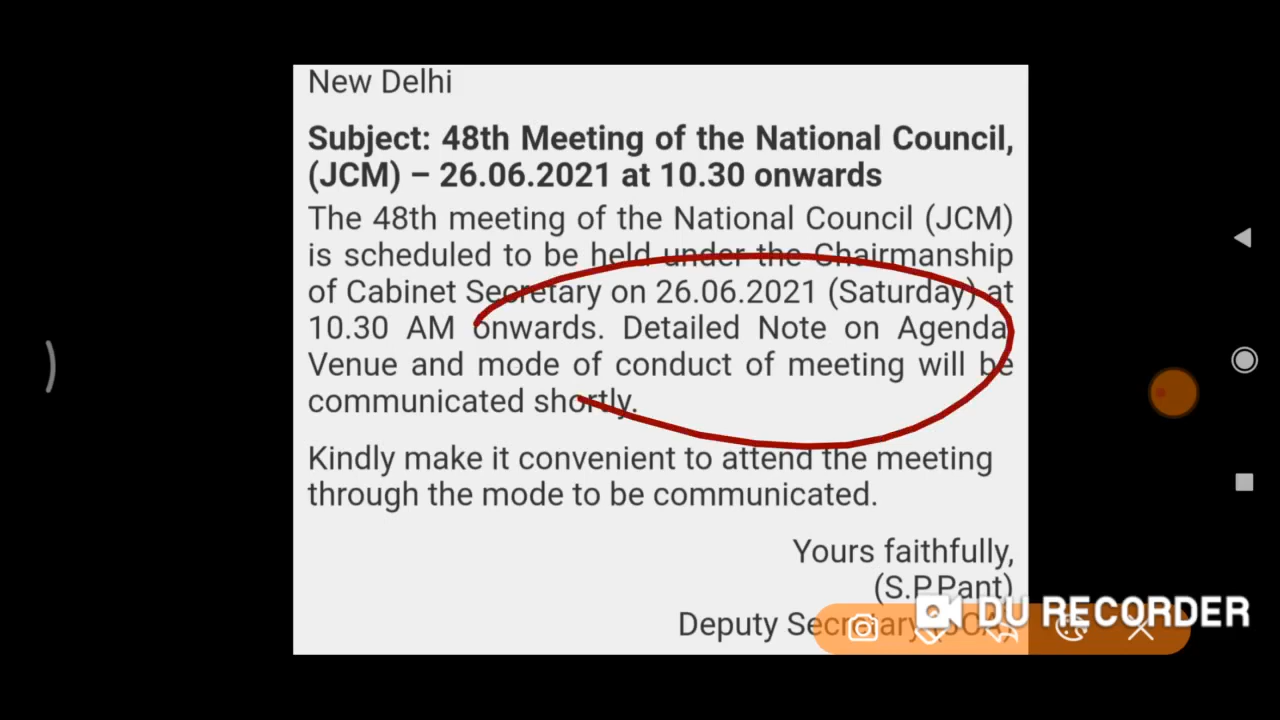 New Delhi
Subject: 48th Meeting of the National Council,
(JCM) – 26.06.2021 at 10.30 onwards
The 48th meeting of the National Council (JCM)
is scheduled to be held under the Chairmanship
of Cabinet Secretary on 26.06.2021 (Saturday) at
10.30 AM onwards. Detailed Note on Agenda
Venue and mode of conduct of meeting will be
communicated shortly.
Kindly make it convenient to attend the meeting
through the mode to be communicated.
Yours faithfully,
(S.P.Pant)
Deputy Secretary
DU RECORDER